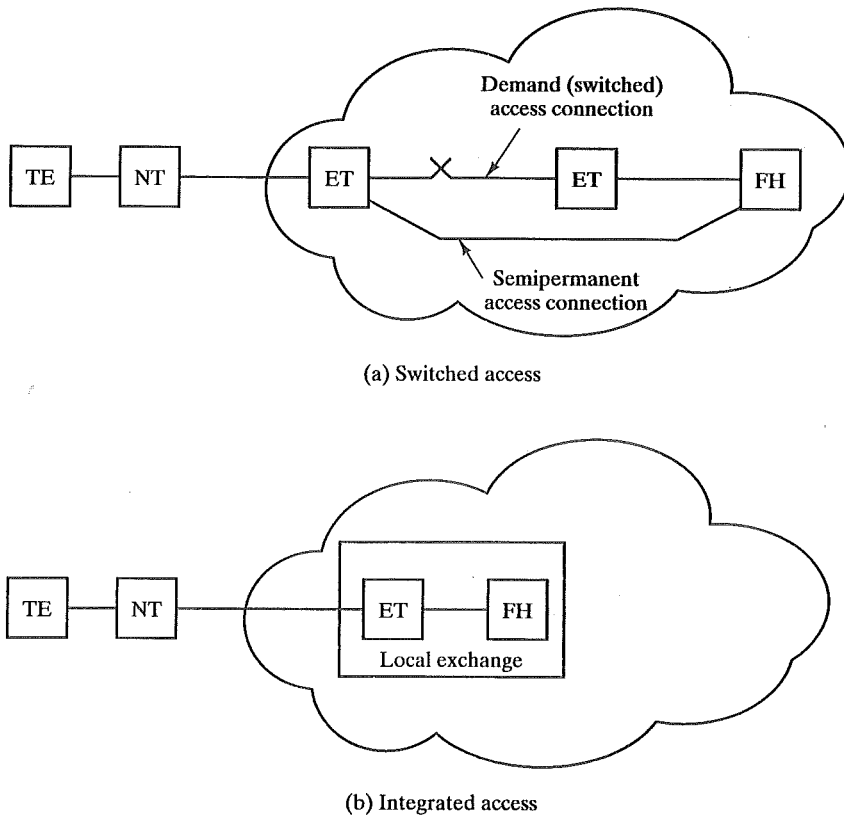 Demand (switched)
access connection
TE
NT
ET
ET
FH
Semipermanent
access connection
(a) Switched access
TE
NT
ET
FH
Local exchange
(b) Integrated access